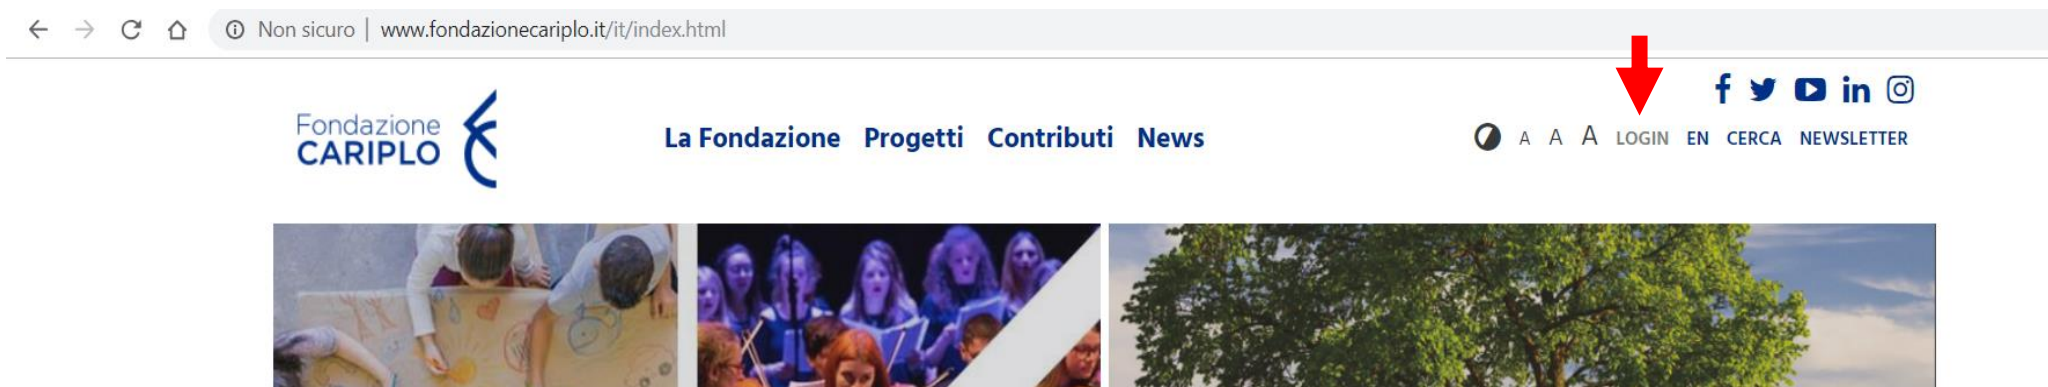 Non sicuro | www.fondazionecariplo.it/it/index.html
Fondazione
CARIPLO
La Fondazione Progetti Contributi News
A A A LOGIN EN CERCA NEWSLETTER